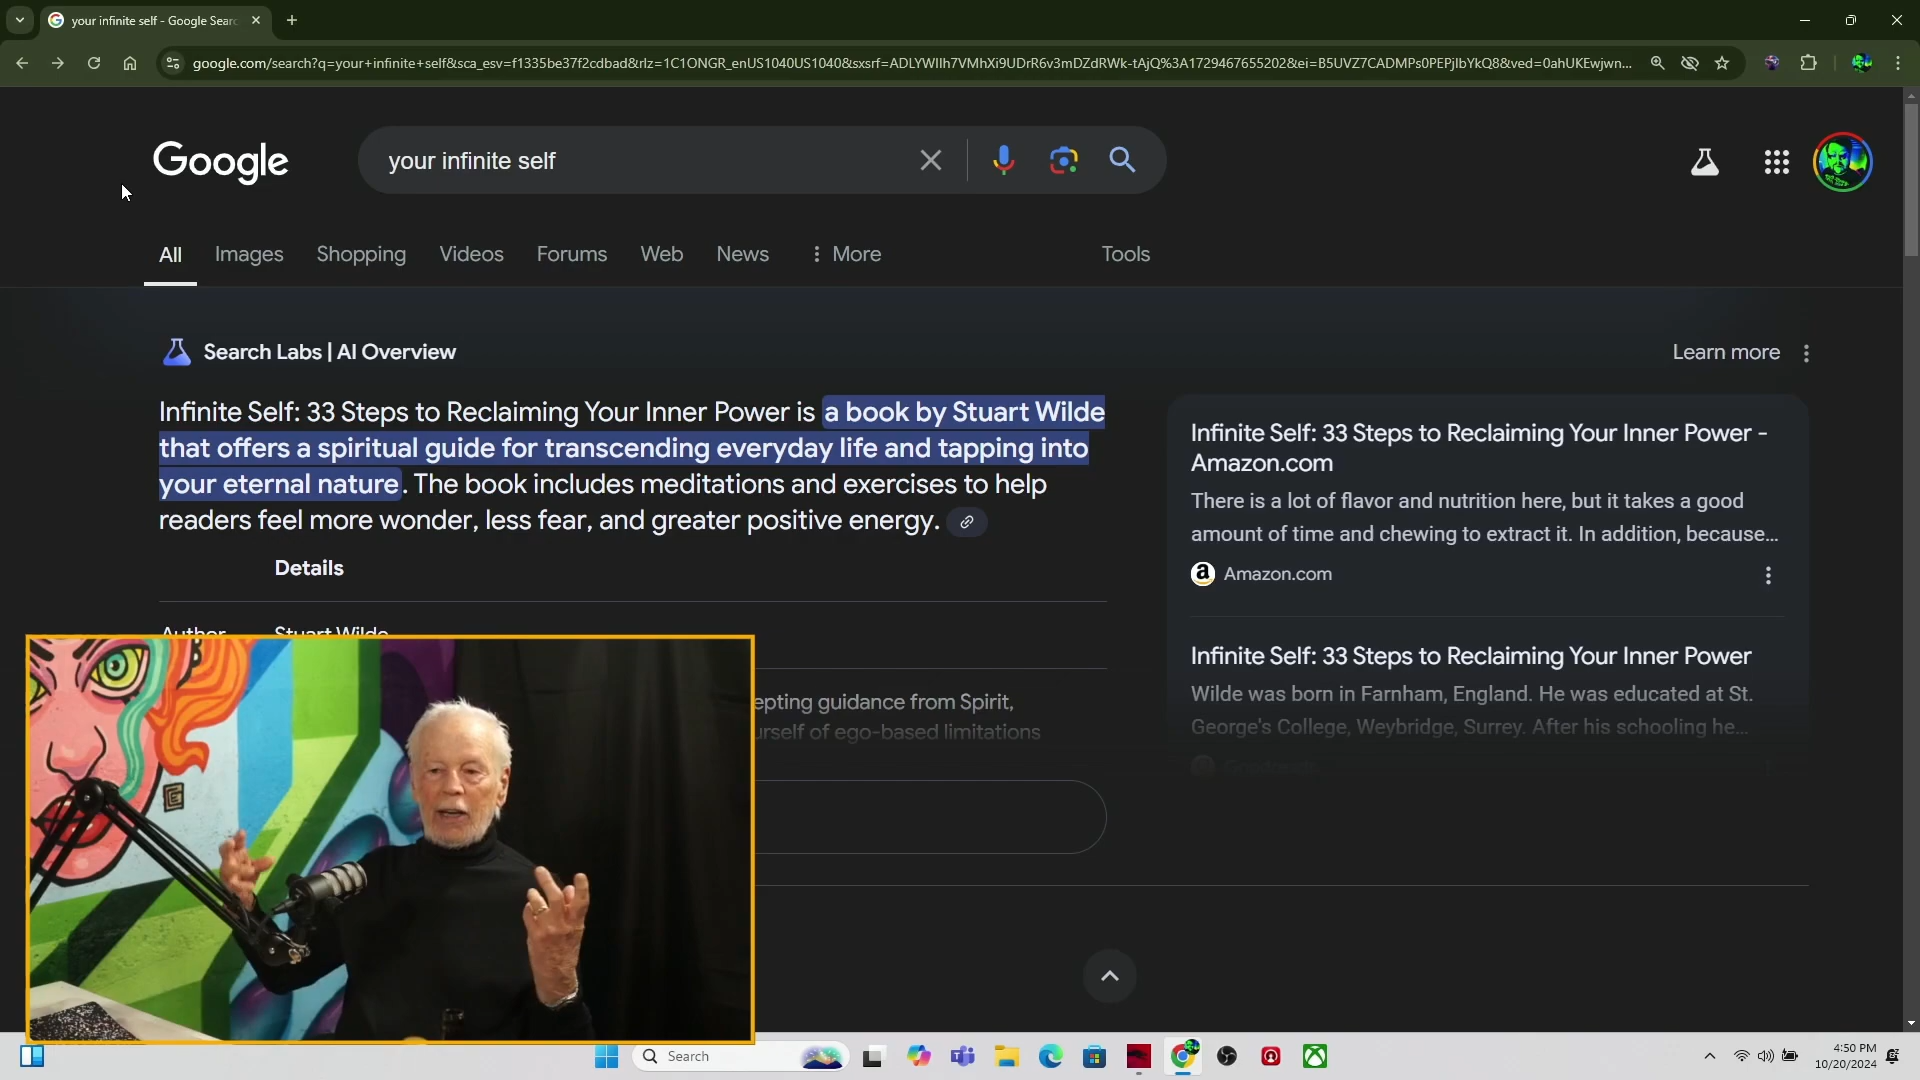 your infinite self - Google Sear
google.com/search?q=your+infinite+self&sca_esv=f1335be37f2cdbad&rlz=1C1ONGR_enUS1040US1040&sxsrf=ADLYWIIh7VMhXi9UDrR6v3mDZdRWk-tAjQ%3A1729467655202&ei=B5UVZ7CADMPs0PEPjIbYkQ8&ved=0ahUKEwjwn...
Google
your infinite self
All Images Shopping Videos Forums Web News More Tools
Search Labs | AI Overview
Learn more
Infinite Self: 33 Steps to Reclaiming Your Inner Power is a book by Stuart Wilde
that offers a spiritual guide for transcending everyday life and tapping into
your eternal nature. The book includes meditations and exercises to help
readers feel more wonder, less fear, and greater positive energy.
Details
Author Stuart Wilde
epting guidance from Spirit,
urself of ego-based limitations
Infinite Self: 33 Steps to Reclaiming Your Inner Power -
Amazon.com
There is a lot of flavor and nutrition here, but it takes a good
amount of time and chewing to extract it. In addition, because...
Amazon.com
Infinite Self: 33 Steps to Reclaiming Your Inner Power
Wilde was born in Farnham, England. He was educated at St.
George's College, Weybridge, Surrey. After his schooling he...
Search
4:50 PM
10/20/2024